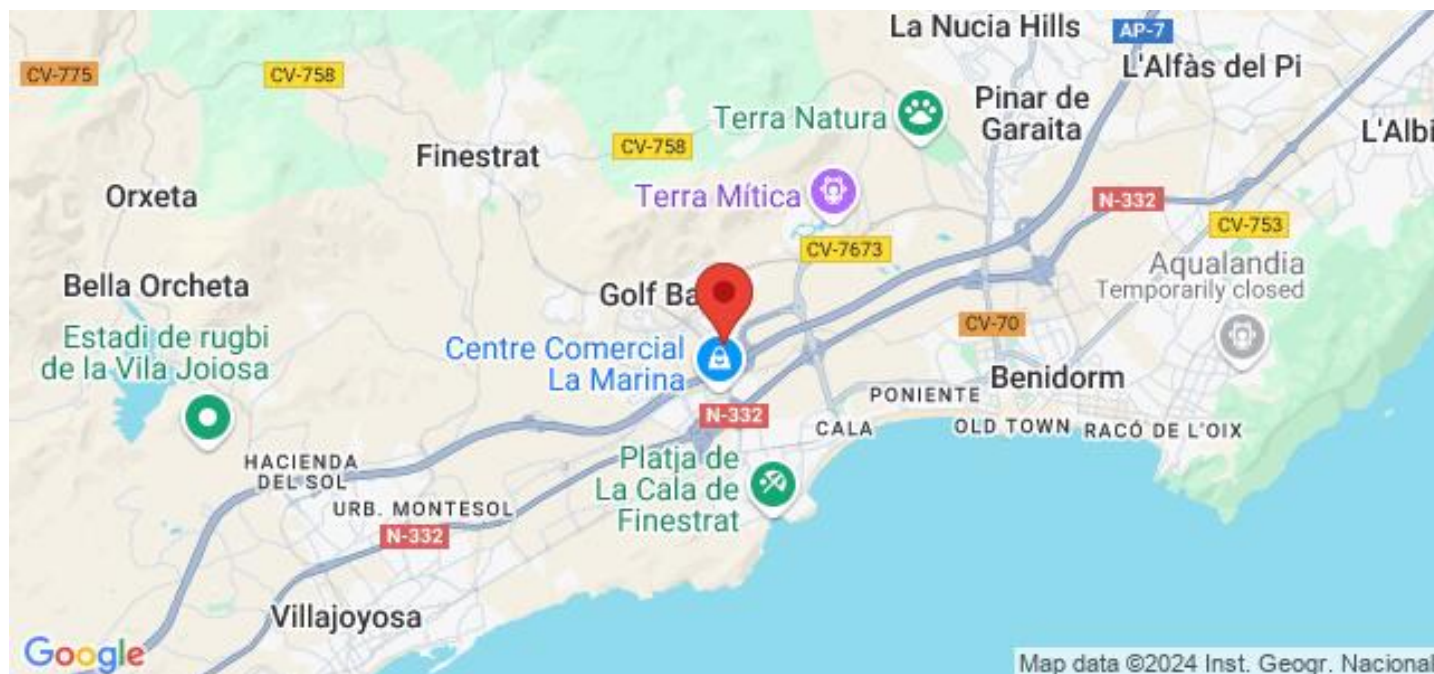 La Nucia Hills
AP-7
L'Alfàs del Pi
CV-775
CV-758
Pinar de
Garaita
Terra Natura
L'Albi
Finestrat
CV-758
Orxeta
Terra Mítica
N-332
CV-753
CV-7673
Bella Orcheta
Golf Ba
Aqualandia
Temporarily closed
Estadi de rugbi
de la Vila Joiosa
Centre Comercial
La Marina
CV-70
Benidorm
PONIENTE
N-332
CALA
OLD TOWN
RACÓ DE L'OIX
HACIENDA
DEL SOL
Platja de
La Cala de
Finestrat
URB. MONTESOL
N-332
Villajoyosa
Google
Map data ©2024 Inst. Geogr. Nacional